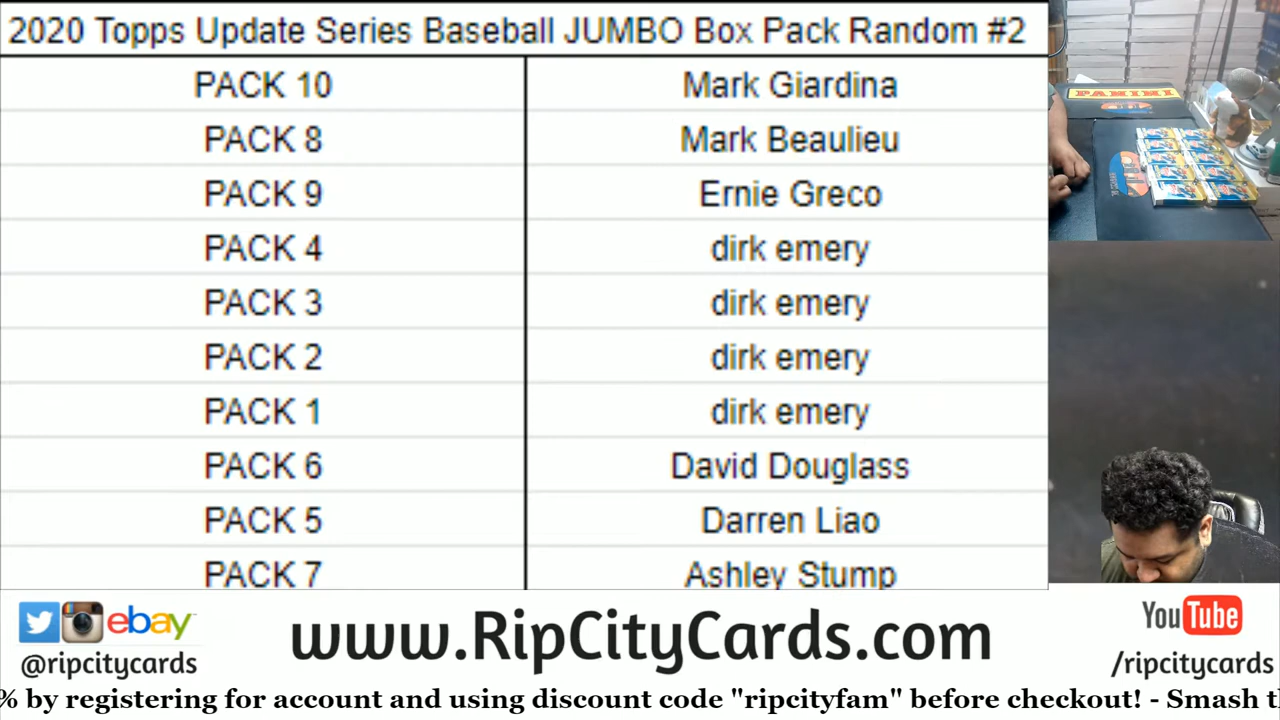 2020 Topps Update Series Baseball JUMBO Box Pack Random #2
PACK 10 Mark Giardina
PACK 8 Mark Beaulieu
PACK 9 Ernie Greco
PACK 4 dirk emery
PACK 3 dirk emery
PACK 2 dirk emery
PACK 1 dirk emery
PACK 6 David Douglass
PACK 5 Darren Liao
PACK 7 Ashley Stump
PANINI
ebay
@ripcitycards
www.RipCityCards.com
YouTube
/ripcitycards
% by registering for account and using discount code "ripcityfam" before checkout! - Smash